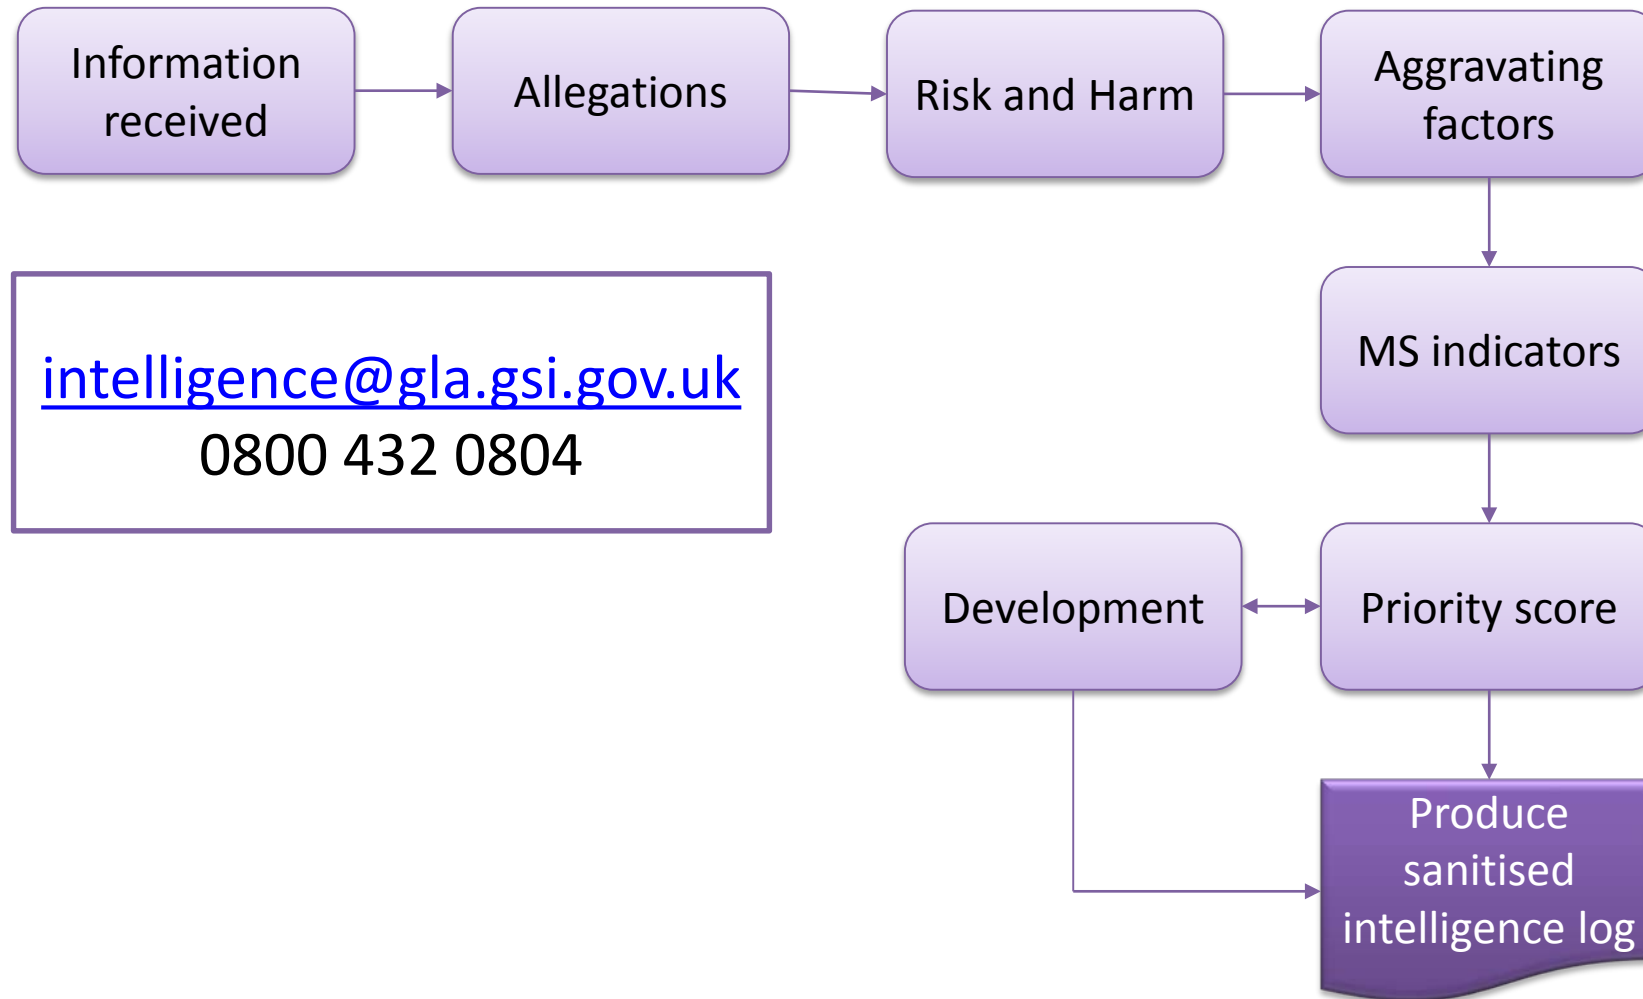 Information
received
Allegations
Risk and Harm
Aggravating
factors
MS indicators
intelligence@gla.gsi.gov.uk
0800 432 0804
Development
Priority score
Produce
sanitised
intelligence log